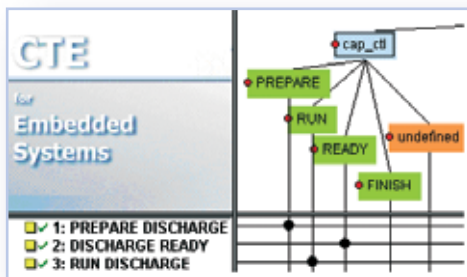 CTE
for
Embedded
Systems
cap_ctl
PREPARE
RUN
READY
undefined
FINISH
1: PREPARE DISCHARGE
2: DISCHARGE READY
3: RUN DISCHARGE